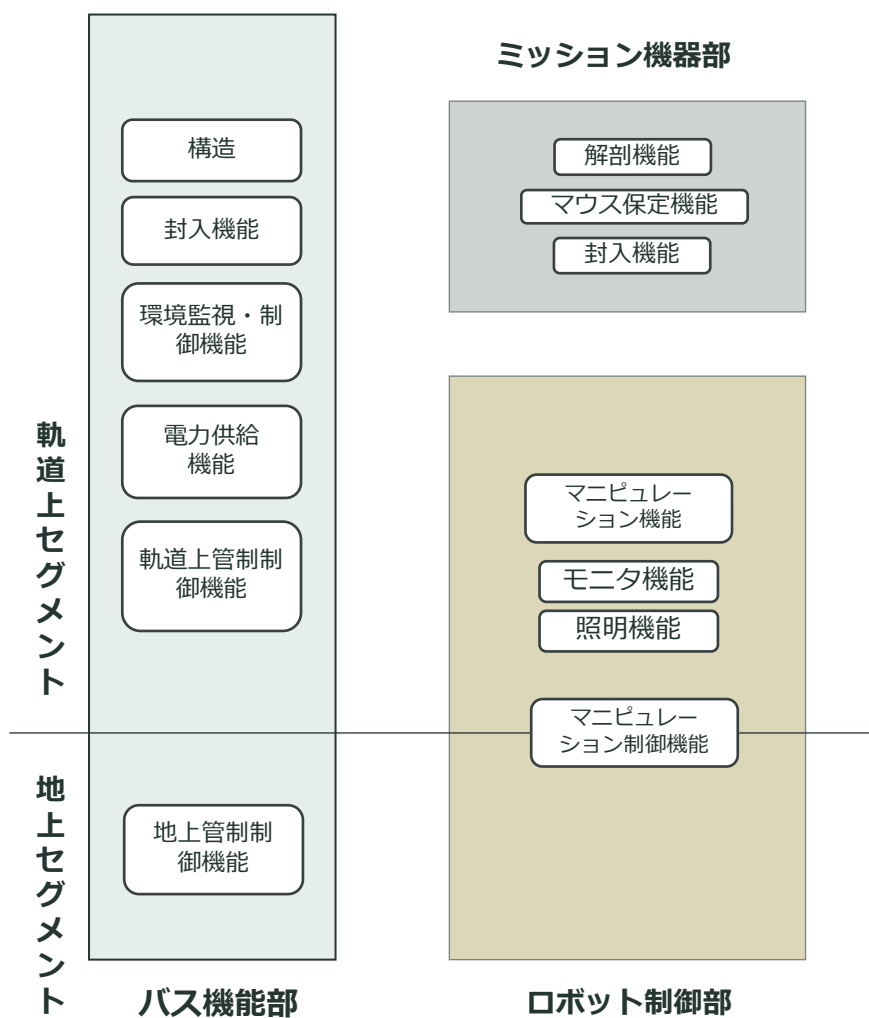 ミッション機器部
構造
封入機能
環境監視・制
御機能
電力供給
機能
軌道上管制制
御機能
地上管制制
御機能
解剖機能
マウス保定機能
封入機能
マニピュレー
ション機能
モニタ機能
照明機能
マニピュレー
ション制御機能
軌道上セグメント
地上セグメント
バス機能部
ロボット制御部